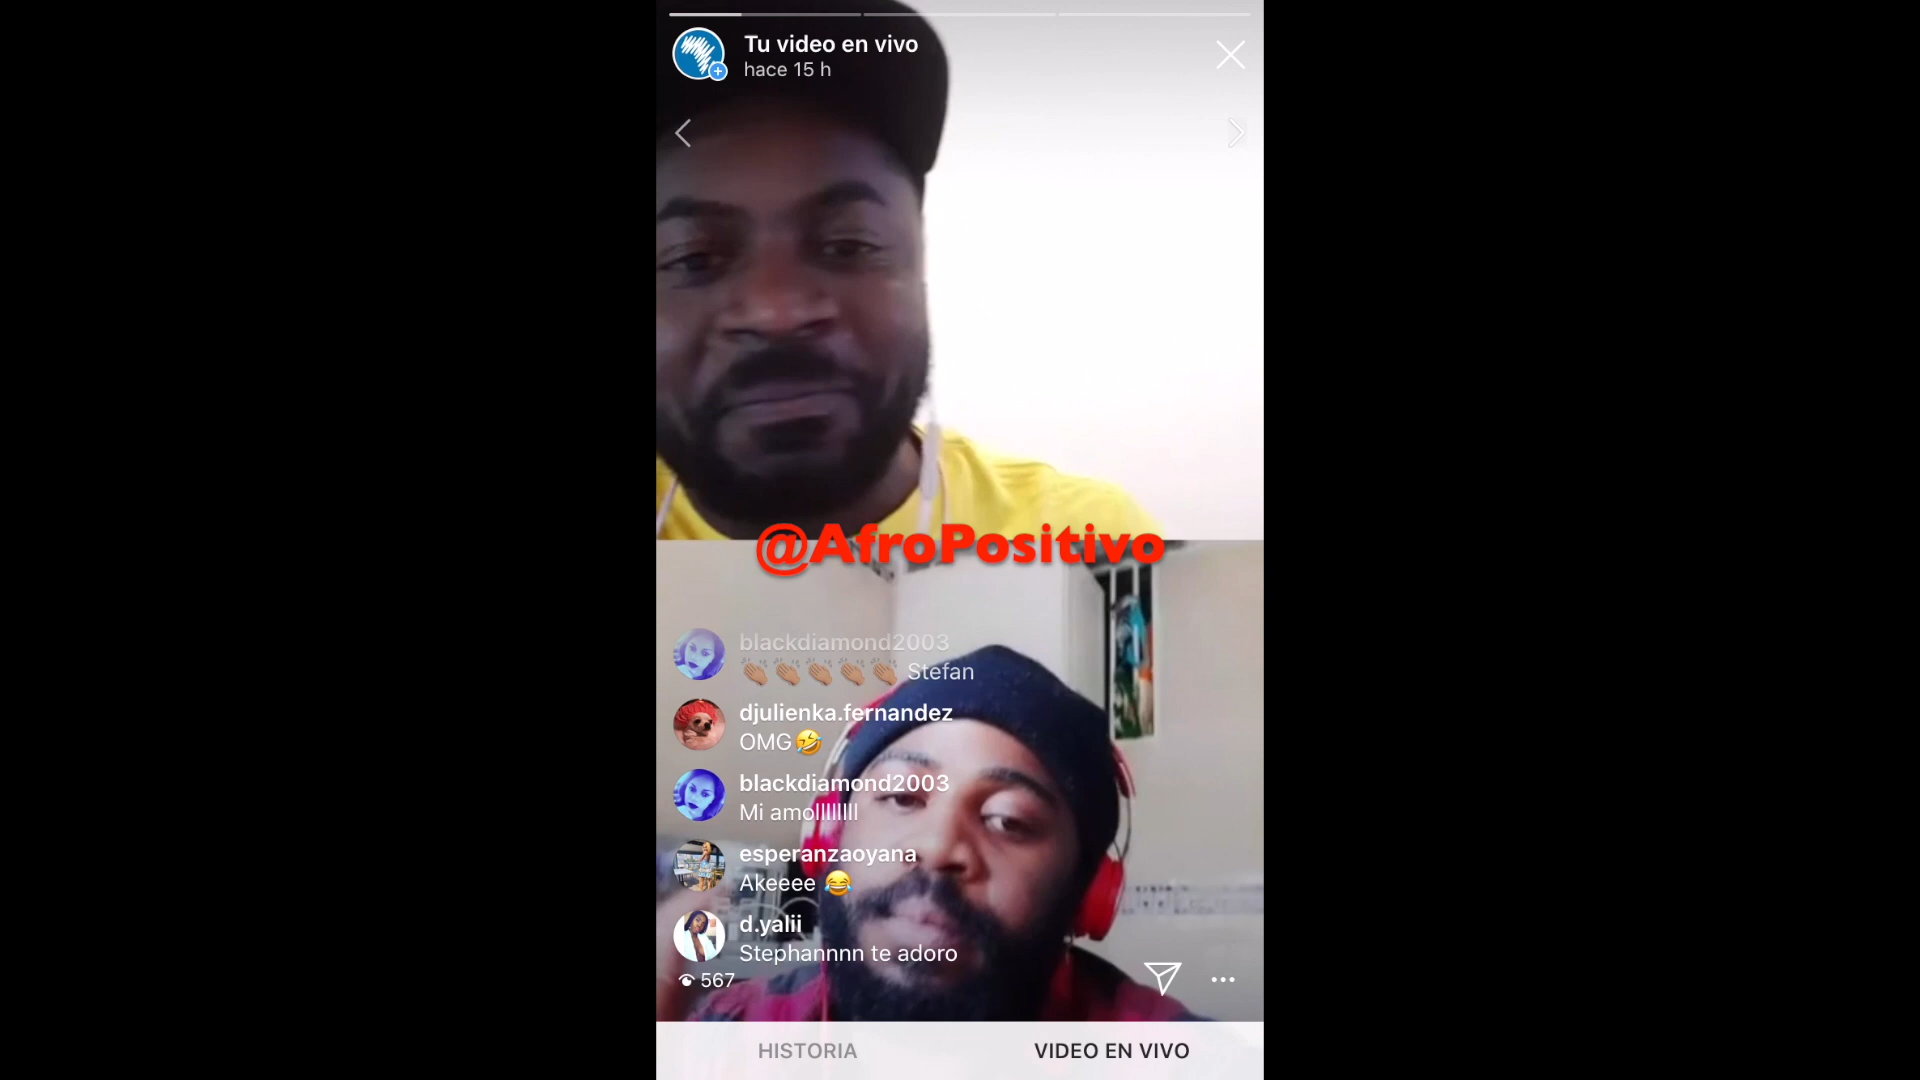 Tu video en vivo
hace 15 h
@AfroPositivo
blackdiamond2003
👏🏽👏🏽👏🏽👏🏽👏🏽 Stefan
djulienka.fernandez
OMG🤣
blackdiamond2003
Mi amollllllll
esperanzaoyana
Akeeee 😂
d.yalii
Stephannnn te adoro
567
HISTORIA
VIDEO EN VIVO